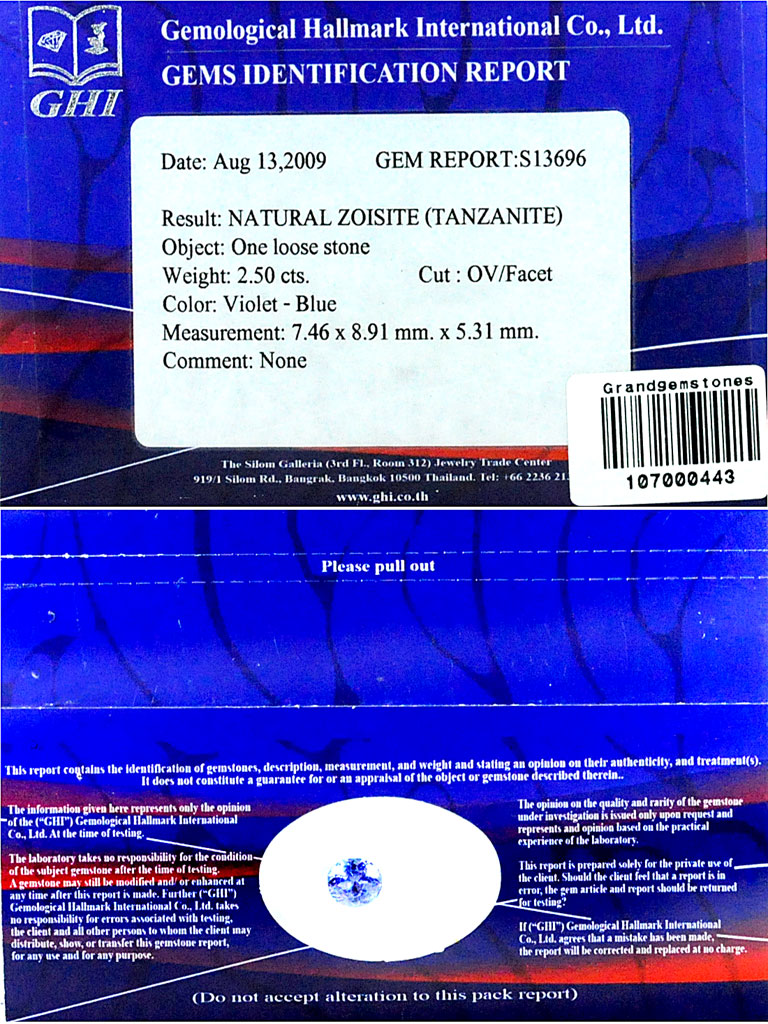 GHI
Gemological Hallmark International Co., Ltd.
GEMS IDENTIFICATION REPORT
Date: Aug 13,2009 GEM REPORT:S13696
Result: NATURAL ZOISITE (TANZANITE)
Object: One loose stone
Weight: 2.50 cts. Cut : OV/Facet
Color: Violet - Blue
Measurement: 7.46 x 8.91 mm. x 5.31 mm.
Comment: None
Grandgemstones
107000443
The Silom Galleria (3rd Fl., Room 312) Jewelry Trade Center
919/1 Silom Rd., Bangrak, Bangkok 10500 Thailand. Tel: +66 2236 21
www.ghi.co.th
Please pull out
This report contains the identification of gemstones, description, measurement, and weight and stating an opinion on their authenticity, and treatment(s).
It does not constitute a guarantee for or an appraisal of the object or gemstone described therein..
The information given here represents only the opinion
of the ("GHI") Gemological Hallmark International
Co., Ltd. At the time of testing.
The laboratory takes no responsibility for the condition
of the subject gemstone after the time of testing.
A gemstone may still be modified and/ or enhanced at
any time after this report is made. Further ("GHI")
Gemological Hallmark International Co., Ltd. takes
no responsibility for errors associated with testing,
the client and all other persons to whom the client may
distribute, show, or transfer this gemstone report,
for any use and for any purpose.
The opinion on the quality and rarity of the gemstone
under investigation is issued only upon request and
represents and opinion based on the practical
experience of the laboratory.
This report is prepared solely for the private use of
the client. Should the client feel that a report is in
error, the gem article and report should be returned
for testing?
If ("GHI") Gemological Hallmark International
Co., Ltd. agrees that a mistake has been made,
the report will be corrected and replaced at no charge.
(Do not accept alteration to this pack report)